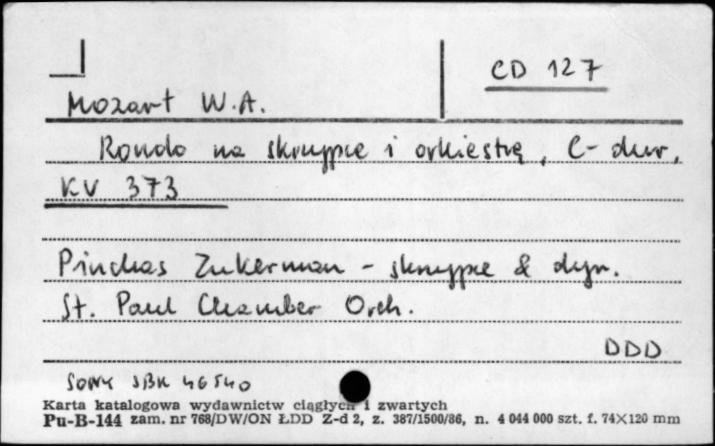 CD 127
Mozart W.A.
Rondo na skrzypce i orkiestrę, C-dur,
KV 373
Pinchas Zukerman - skrzypce & dyr.
St. Paul Chamber Orch.
DDD
SONY SBK 46540
Karta katalogowa wydawnictw ciągłych i zwartych
Pu-B-144 zam. nr 768/DW/ON ŁDD Z-d 2, z. 387/1500/86, n. 4 044 000 szt. f. 74×120 mm